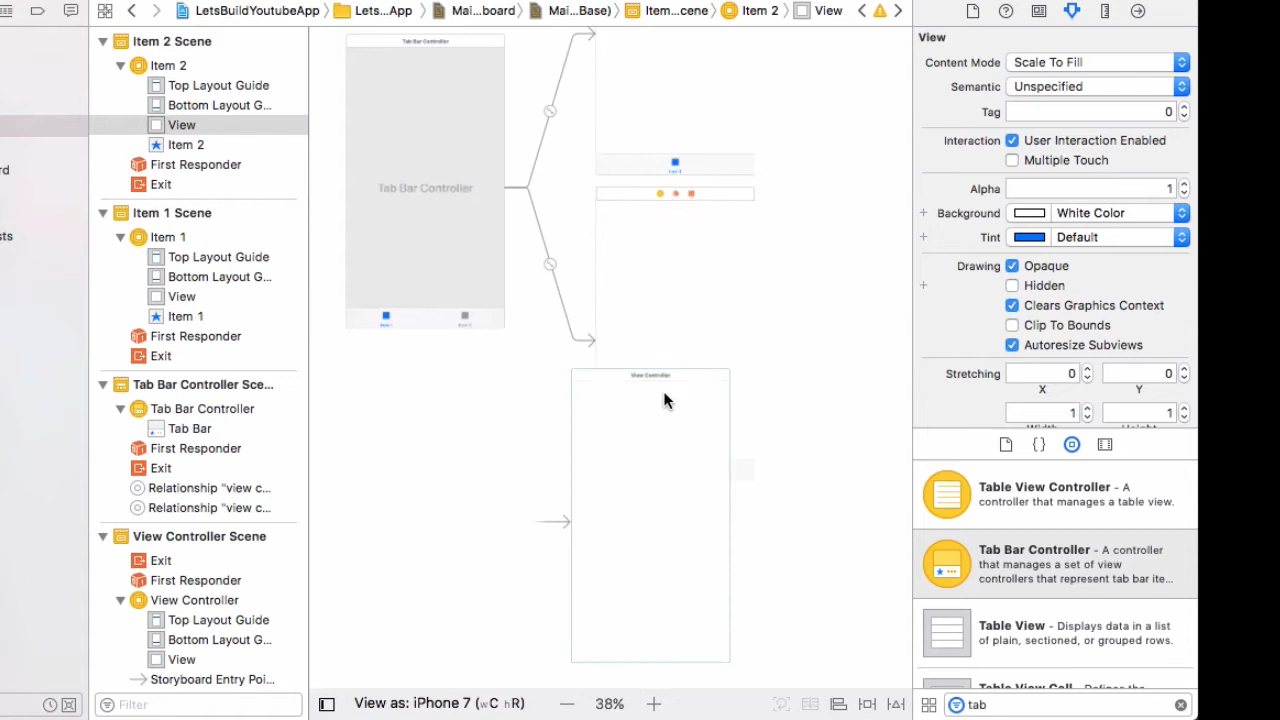 LetsBuildYoutubeApp
Lets...App
Mai...board
Mai...Base)
Item...cene
Item 2
View
Item 2 Scene
Item 2
Top Layout Guide
Bottom Layout G...
View
Item 2
First Responder
Exit
Item 1 Scene
Item 1
Top Layout Guide
Bottom Layout G...
View
Item 1
First Responder
Exit
Tab Bar Controller Sce...
Tab Bar Controller
Tab Bar
First Responder
Exit
Relationship "view c...
Relationship "view c...
View Controller Scene
Exit
First Responder
View Controller
Top Layout Guide
Bottom Layout G...
View
Storyboard Entry Poi...
Filter
Tab Bar Controller
Tab Bar Controller
View Controller
View as: iPhone 7 (wC hR)
38%
View
Content Mode Scale To Fill
Semantic Unspecified
Tag 0
Interaction User Interaction Enabled
Multiple Touch
Alpha 1
Background White Color
Tint Default
Drawing Opaque
Hidden
Clears Graphics Context
Clip To Bounds
Autoresize Subviews
Stretching 0 0
X Y
1 1
Table View Controller - A
controller that manages a table view.
Tab Bar Controller - A controller
that manages a set of view
controllers that represent tab bar ite...
Table View - Displays data in a list
of plain, sectioned, or grouped rows.
tab